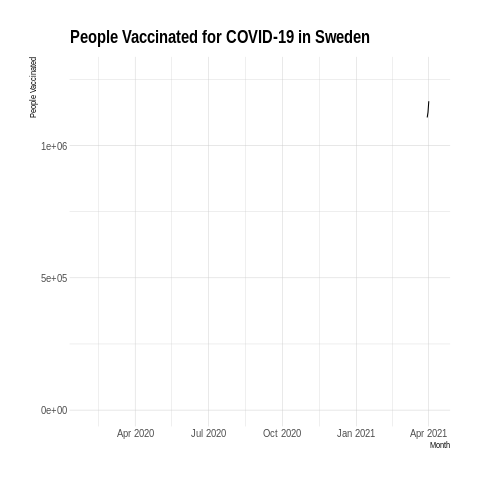 People Vaccinated for COVID-19 in Sweden
People Vaccinated
1e+06
5e+05
0e+00
Apr 2020 Jul 2020 Oct 2020 Jan 2021 Apr 2021
Month